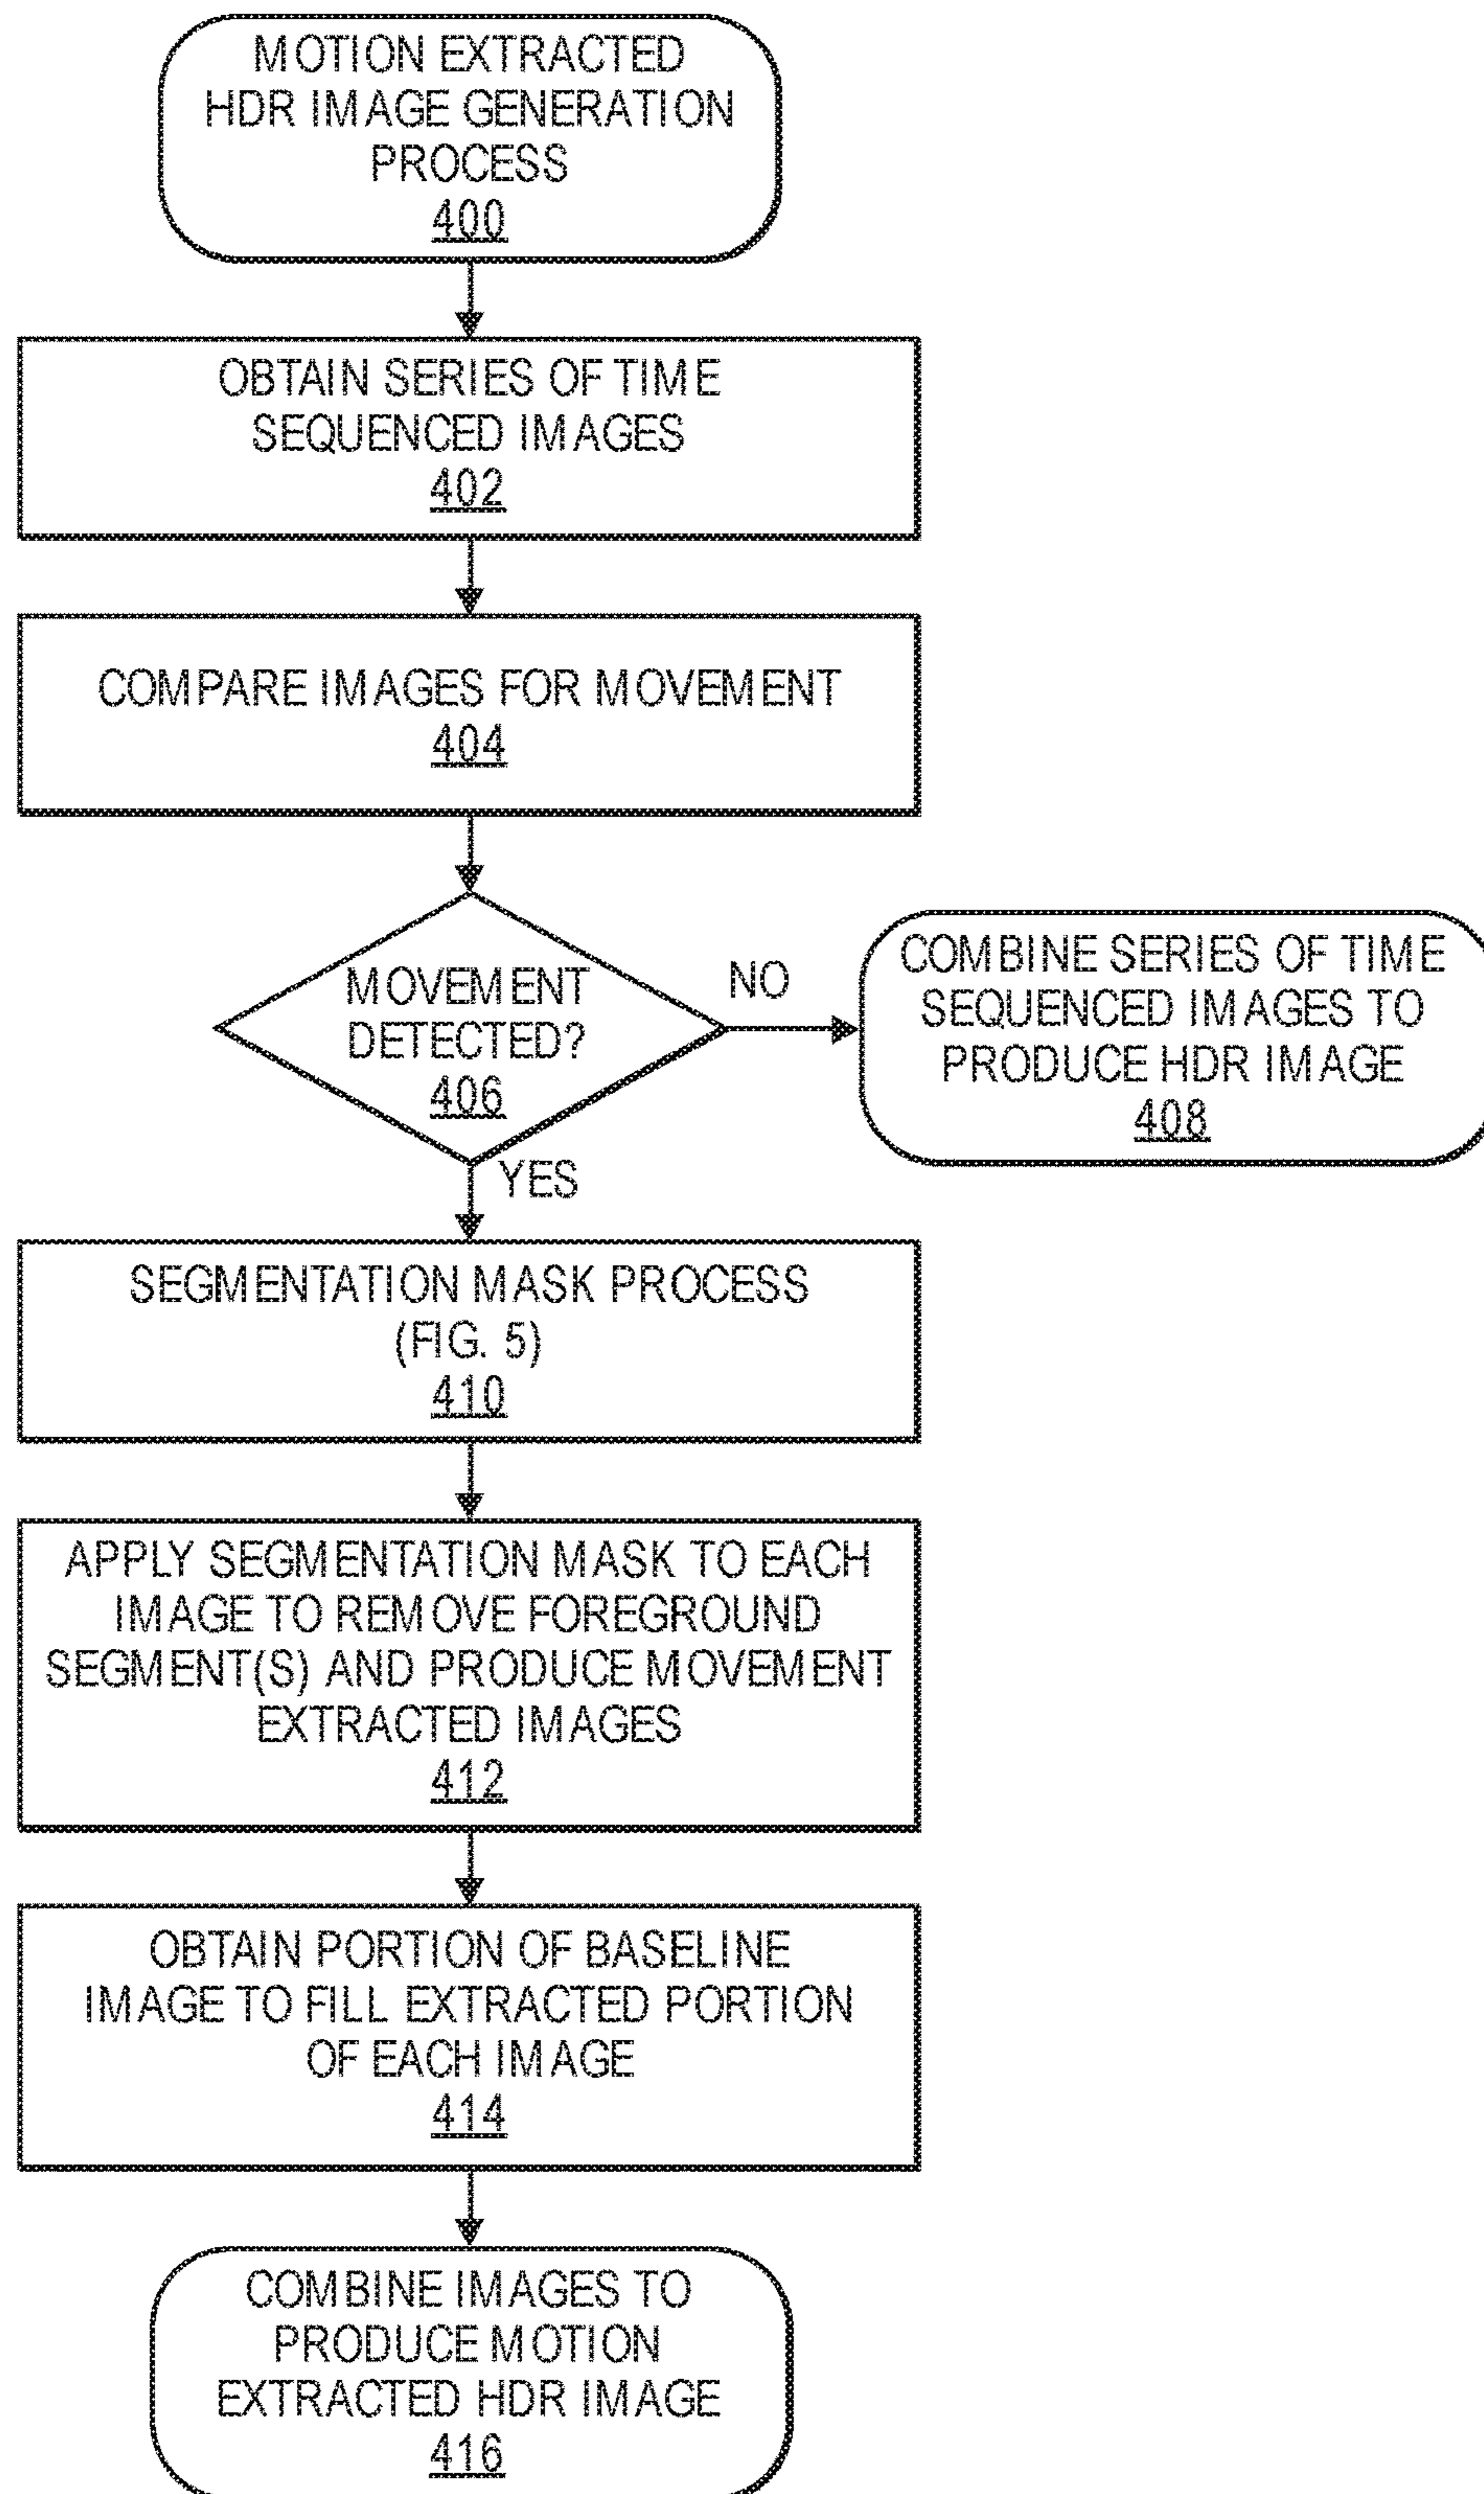 MOTION EXTRACTED
HDR IMAGE GENERATION
PROCESS
400
OBTAIN SERIES OF TIME
SEQUENCED IMAGES
402
COMPARE IMAGES FOR MOVEMENT
404
MOVEMENT
DETECTED?
406
NO
COMBINE SERIES OF TIME
SEQUENCED IMAGES TO
PRODUCE HDR IMAGE
408
YES
SEGMENTATION MASK PROCESS
(FIG. 5)
410
APPLY SEGMENTATION MASK TO EACH
IMAGE TO REMOVE FOREGROUND
SEGMENT(S) AND PRODUCE MOVEMENT
EXTRACTED IMAGES
412
OBTAIN PORTION OF BASELINE
IMAGE TO FILL EXTRACTED PORTION
OF EACH IMAGE
414
COMBINE IMAGES TO
PRODUCE MOTION
EXTRACTED HDR IMAGE
416